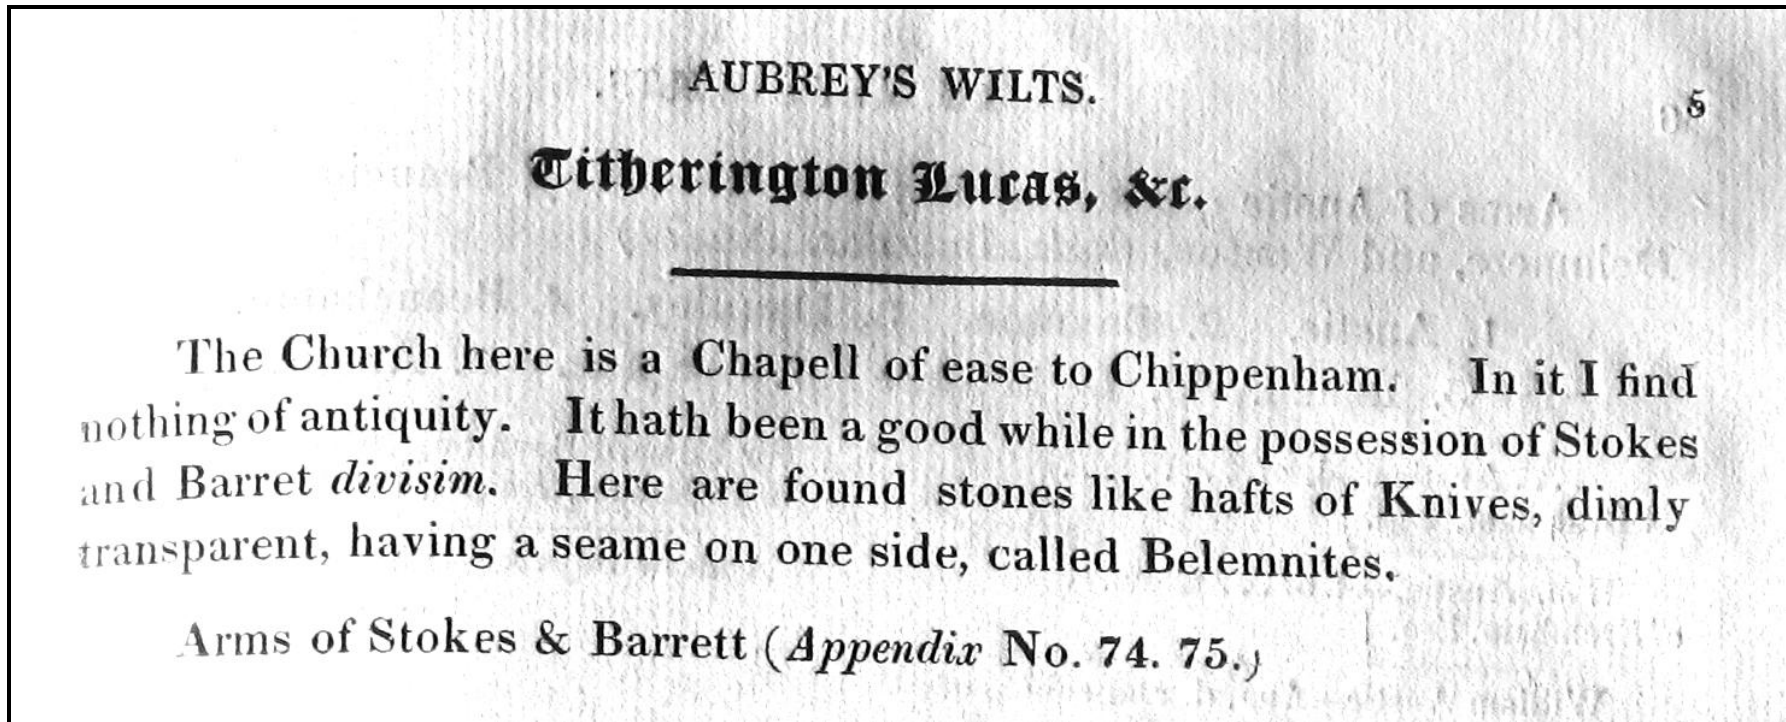 AUBREY'S WILTS.
5
Titherington Lucas, &c.
The Church here is a Chapell of ease to Chippenham. In it I find
nothing of antiquity. It hath been a good while in the possession of Stokes
and Barret divisim. Here are found stones like hafts of Knives, dimly
transparent, having a seame on one side, called Belemnites.
Arms of Stokes & Barrett (Appendix No. 74. 75.)